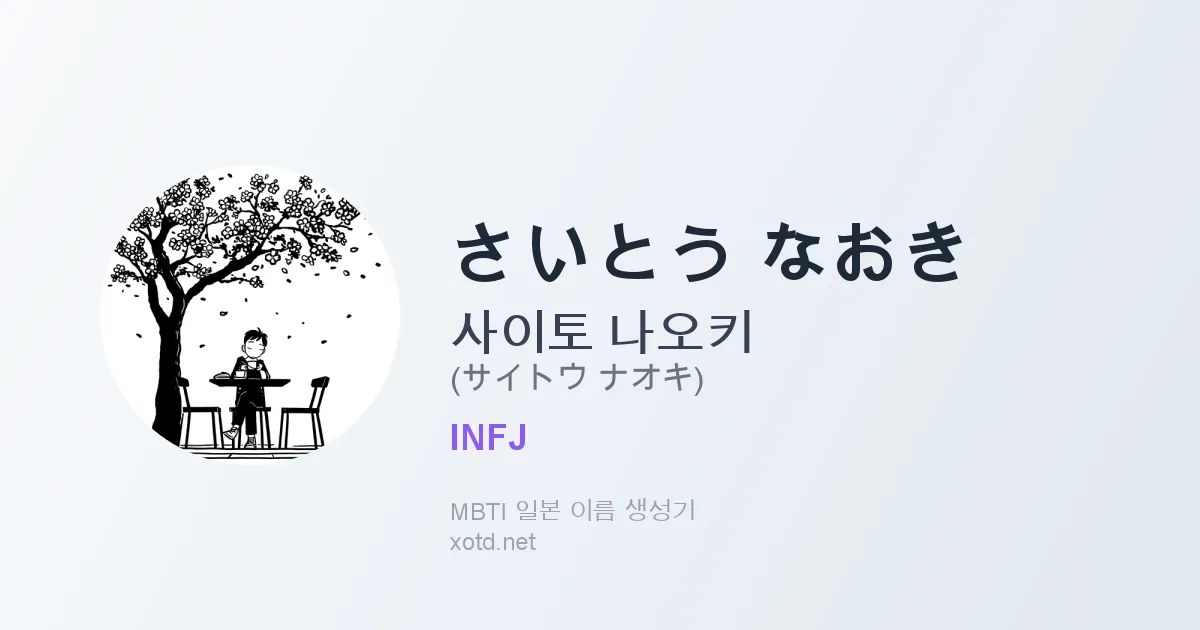 さいとう なおき
사이토 나오키
(サイトウ ナオキ)
INFJ
MBTI 일본 이름 생성기
xotd.net